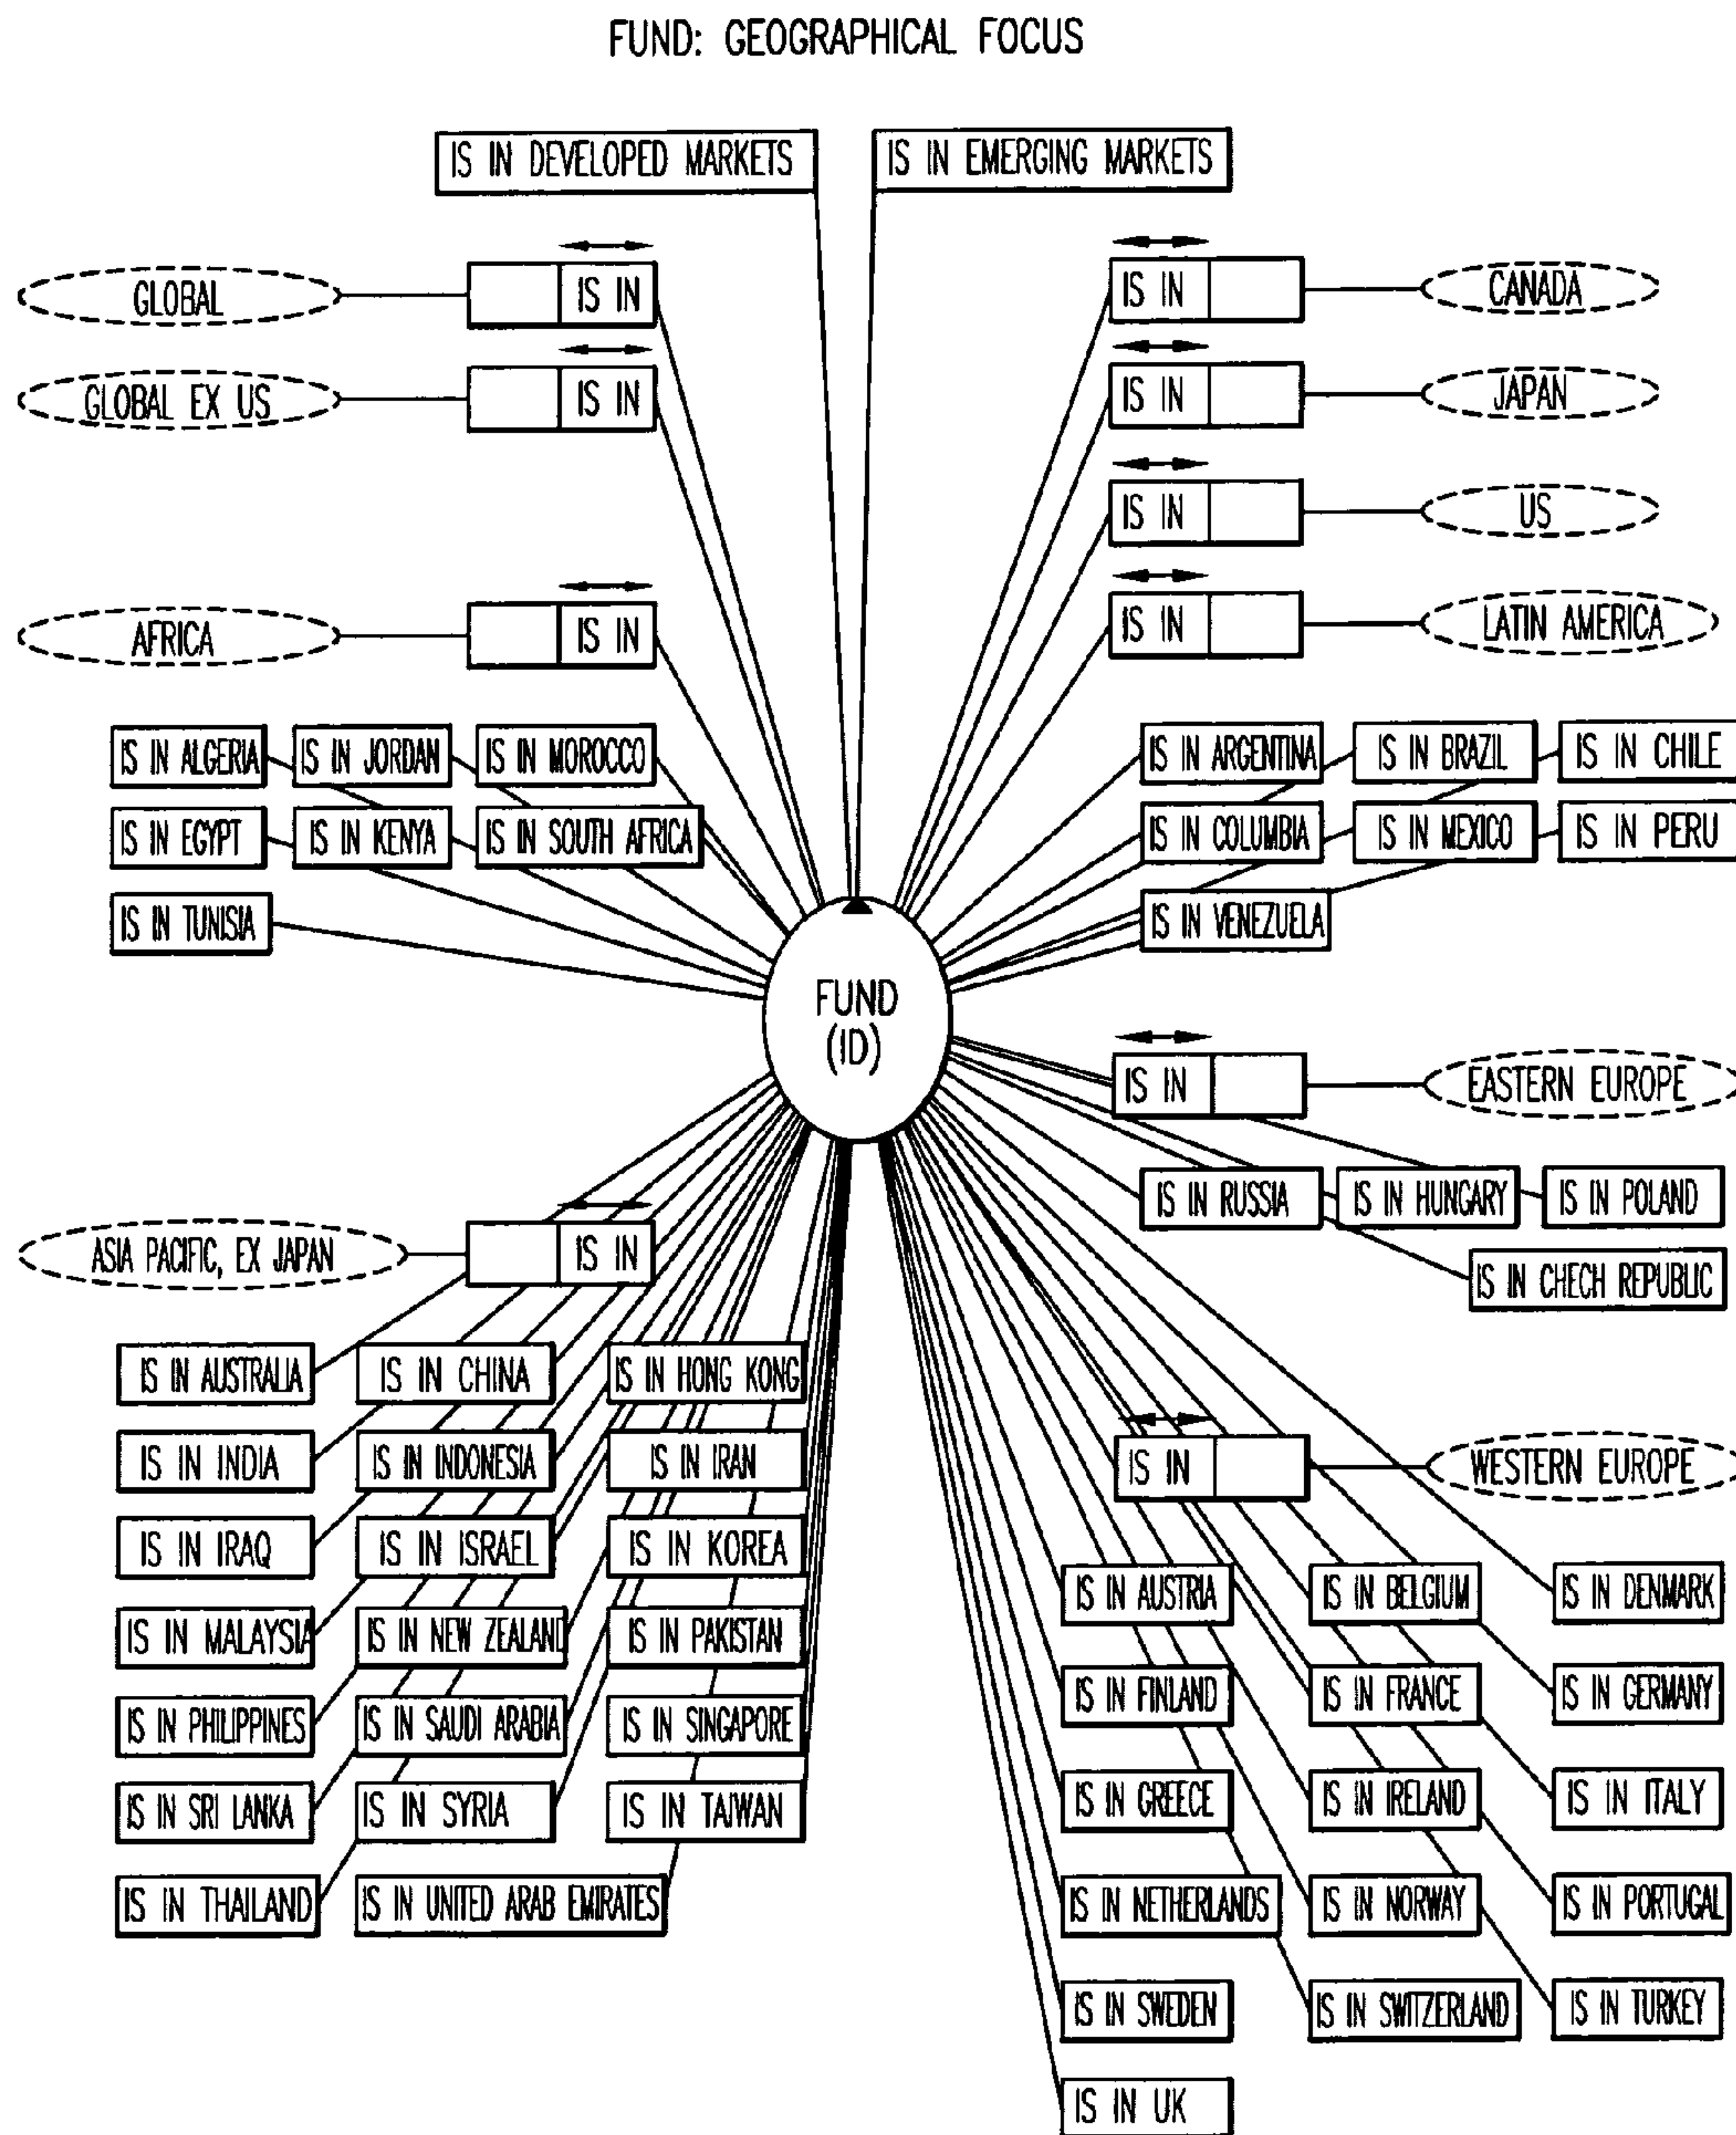 FUND: GEOGRAPHICAL FOCUS
IS IN DEVELOPED MARKETS
IS IN EMERGING MARKETS
GLOBAL
IS IN
IS IN
CANADA
GLOBAL EX US
IS IN
IS IN
JAPAN
IS IN
US
AFRICA
IS IN
IS IN
LATIN AMERICA
IS IN ALGERIA
IS IN JORDAN
IS IN MOROCCO
IS IN ARGENTINA
IS IN BRAZIL
IS IN CHILE
IS IN EGYPT
IS IN KENYA
IS IN SOUTH AFRICA
IS IN COLUMBIA
IS IN MEXICO
IS IN PERU
IS IN TUNISIA
IS IN VENEZUELA
FUND
(ID)
IS IN
EASTERN EUROPE
IS IN RUSSIA
IS IN HUNGARY
IS IN POLAND
ASIA PACIFIC, EX JAPAN
IS IN
IS IN CHECH REPUBLIC
IS IN AUSTRALIA
IS IN CHINA
IS IN HONG KONG
IS IN INDIA
IS IN INDONESIA
IS IN IRAN
IS IN
WESTERN EUROPE
IS IN IRAQ
IS IN ISRAEL
IS IN KOREA
IS IN AUSTRIA
IS IN BELGIUM
IS IN DENMARK
IS IN MALAYSIA
IS IN NEW ZEALAND
IS IN PAKISTAN
IS IN FINLAND
IS IN FRANCE
IS IN GERMANY
IS IN PHILIPPINES
IS IN SAUDI ARABIA
IS IN SINGAPORE
IS IN GREECE
IS IN IRELAND
IS IN ITALY
IS IN SRI LANKA
IS IN SYRIA
IS IN TAIWAN
IS IN THAILAND
IS IN UNITED ARAB EMIRATES
IS IN NETHERLANDS
IS IN NORWAY
IS IN PORTUGAL
IS IN SWEDEN
IS IN SWITZERLAND
IS IN TURKEY
IS IN UK